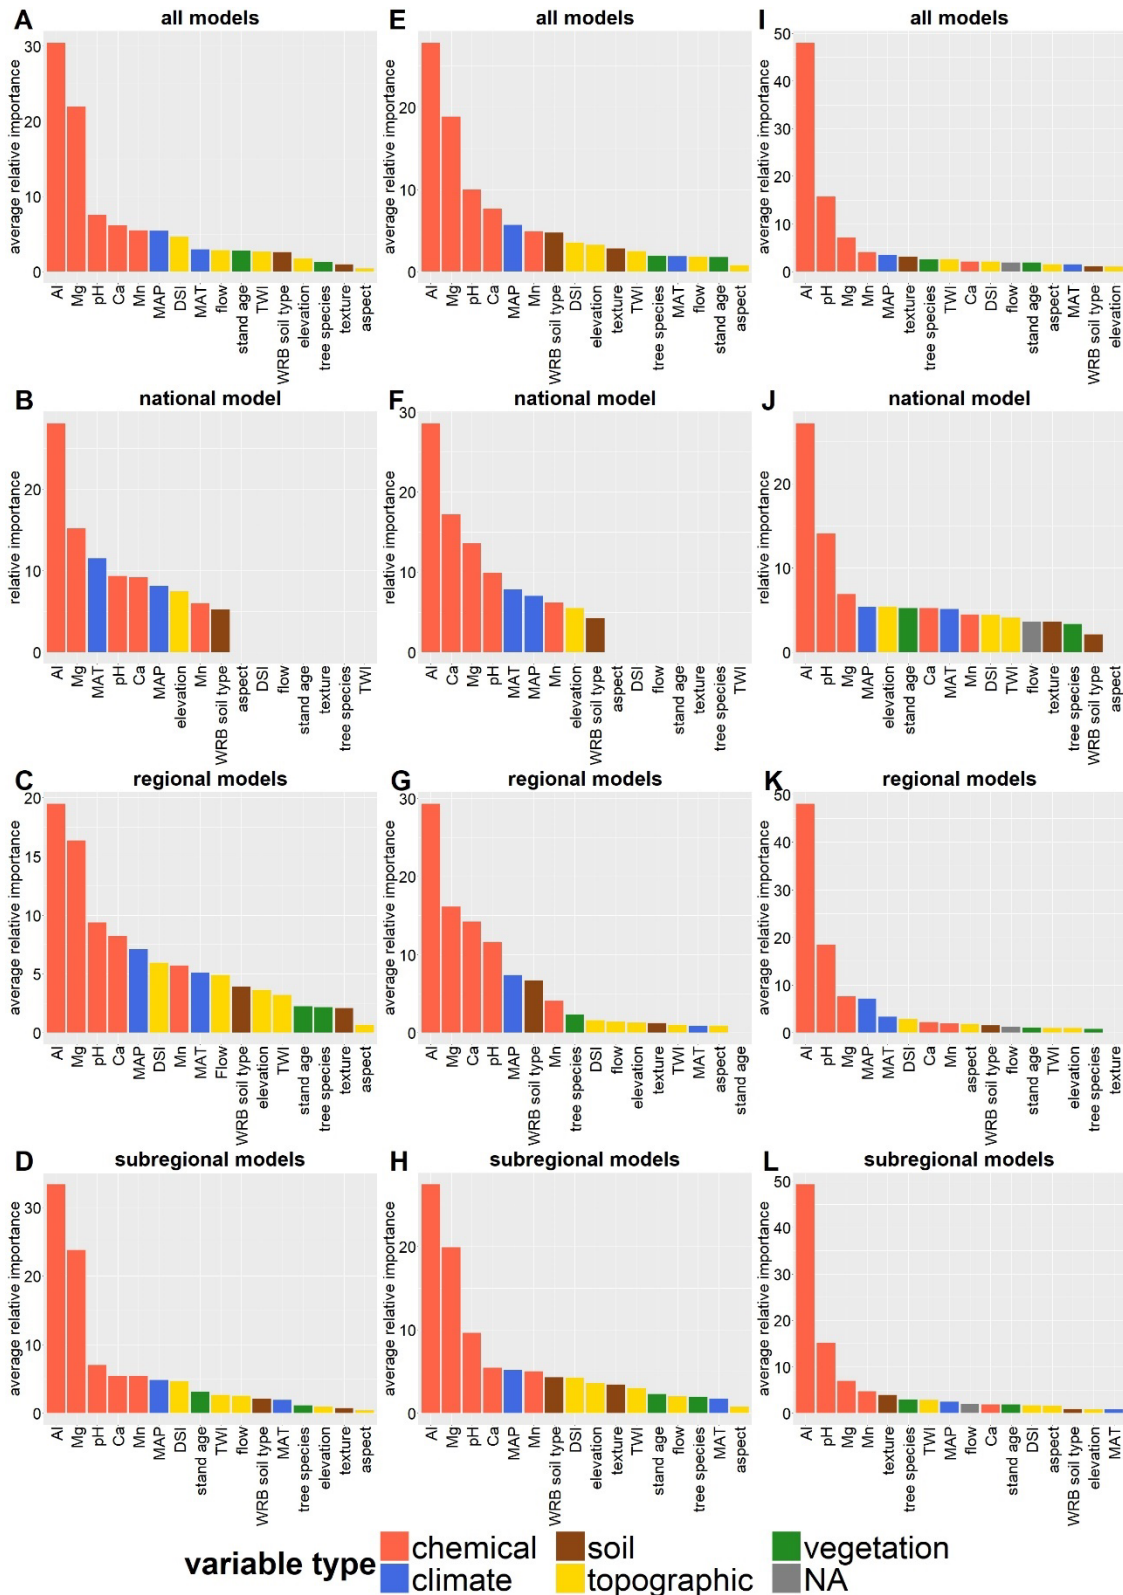 A all models
average relative importance
30
20
10
0
Al Mg pH Ca Mn MAP DSI MAT flow stand age TWI WRB soil type elevation tree species texture aspect
E all models
average relative importance
20
10
0
Al Mg pH Ca MAP Mn WRB soil type DSI elevation texture TWI tree species MAT flow stand age aspect
I all models
average relative importance
50
40
30
20
10
0
Al pH Mg Mn MAP texture tree species TWI Ca DSI flow stand age aspect MAT WRB soil type elevation
B national model
relative importance
20
10
0
Al Mg MAT pH Ca MAP elevation Mn WRB soil type aspect DSI flow stand age texture tree species TWI
F national model
relative importance
30
20
10
0
Al Ca Mg pH MAT MAP Mn elevation WRB soil type aspect DSI flow stand age texture tree species TWI
J national model
relative importance
20
10
0
Al pH Mg MAP elevation stand age Ca MAT Mn DSI TWI flow texture tree species WRB soil type aspect
C regional models
average relative importance
20
15
10
5
0
Al Mg pH Ca MAP DSI Mn MAT Flow WRB soil type elevation TWI stand age tree species texture aspect
G regional models
average relative importance
30
20
10
0
Al Mg Ca pH MAP WRB soil type Mn tree species DSI flow elevation texture TWI MAT aspect stand age
K regional models
average relative importance
50
40
30
20
10
0
Al pH Mg MAP MAT DSI Ca Mn aspect WRB soil type flow stand age TWI elevation tree species texture
D subregional models
average relative importance
30
20
10
0
Al Mg pH Ca Mn MAP DSI stand age TWI flow WRB soil type MAT tree species elevation texture aspect
H subregional models
average relative importance
20
10
0
Al Mg pH Ca MAP Mn WRB soil type DSI elevation texture TWI stand age flow tree species MAT aspect
L subregional models
average relative importance
50
40
30
20
10
0
Al pH Mg Mn texture tree species TWI MAP flow Ca stand age DSI aspect WRB soil type elevation MAT
variable type
chemical soil vegetation
climate topographic NA